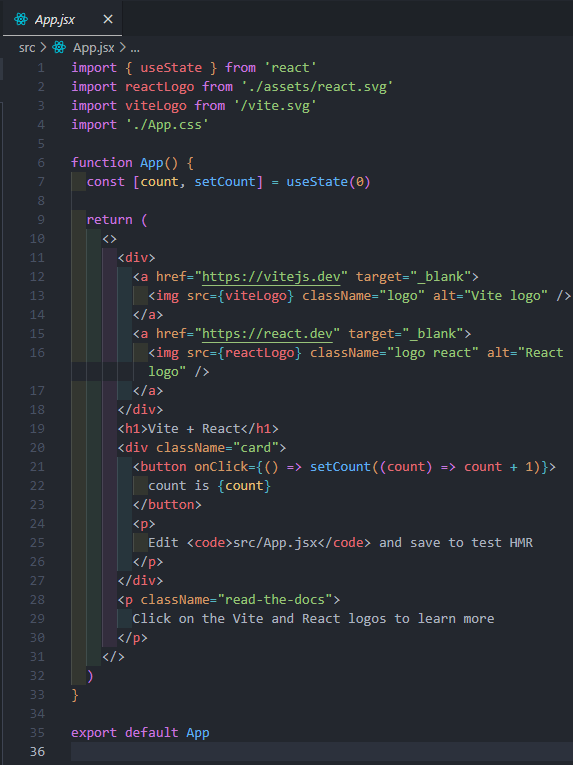 App.jsx ×
src > App.jsx > ...
1 import { useState } from 'react'
2 import reactLogo from './assets/react.svg'
3 import viteLogo from '/vite.svg'
4 import './App.css'
5
6 function App() {
7   const [count, setCount] = useState(0)
8
9   return (
10     <>
11       <div>
12         <a href="https://vitejs.dev" target="_blank">
13           <img src={viteLogo} className="logo" alt="Vite logo" />
14         </a>
15         <a href="https://react.dev" target="_blank">
16           <img src={reactLogo} className="logo react" alt="React
logo" />
17         </a>
18       </div>
19       <h1>Vite + React</h1>
20       <div className="card">
21         <button onClick={() => setCount((count) => count + 1)}>
22           count is {count}
23         </button>
24         <p>
25           Edit <code>src/App.jsx</code> and save to test HMR
26         </p>
27       </div>
28       <p className="read-the-docs">
29         Click on the Vite and React logos to learn more
30       </p>
31     </>
32   )
33 }
34
35 export default App
36